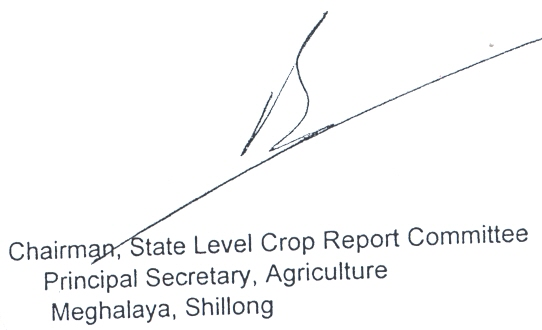 Chairman, State Level Crop Report Committee
Principal Secretary, Agriculture
Meghalaya, Shillong